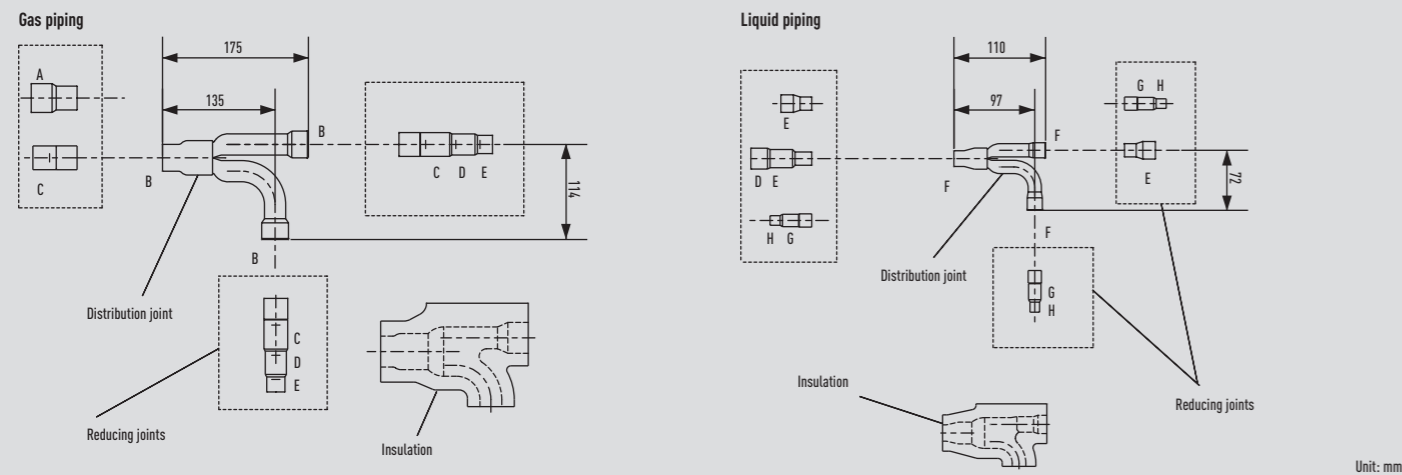 Gas piping
175
135
A
C
B
B
C D E
114
B
Distribution joint
C
D
E
Reducing joints
Insulation
Liquid piping
110
97
E
D E
H G
F
F
G H
E
72
F
Distribution joint
G
H
Reducing joints
Insulation
Unit: mm